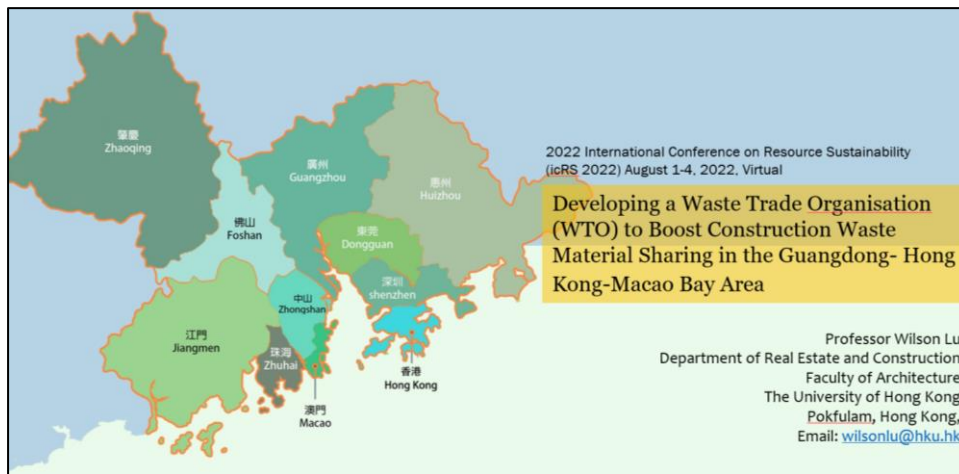 肇慶
Zhaoqing
廣州
Guangzhou
惠州
Huizhou
佛山
Foshan
東莞
Dongguan
深圳
shenzhen
中山
Zhongshan
江門
Jiangmen
珠海
Zhuhai
香港
Hong Kong
澳門
Macao
2022 International Conference on Resource Sustainability
(icRS 2022) August 1-4, 2022, Virtual
Developing a Waste Trade Organisation
(WTO) to Boost Construction Waste
Material Sharing in the Guangdong- Hong
Kong-Macao Bay Area
Professor Wilson Lu
Department of Real Estate and Construction
Faculty of Architecture
The University of Hong Kong
Pokfulam, Hong Kong,
Email: wilsonlu@hku.hk